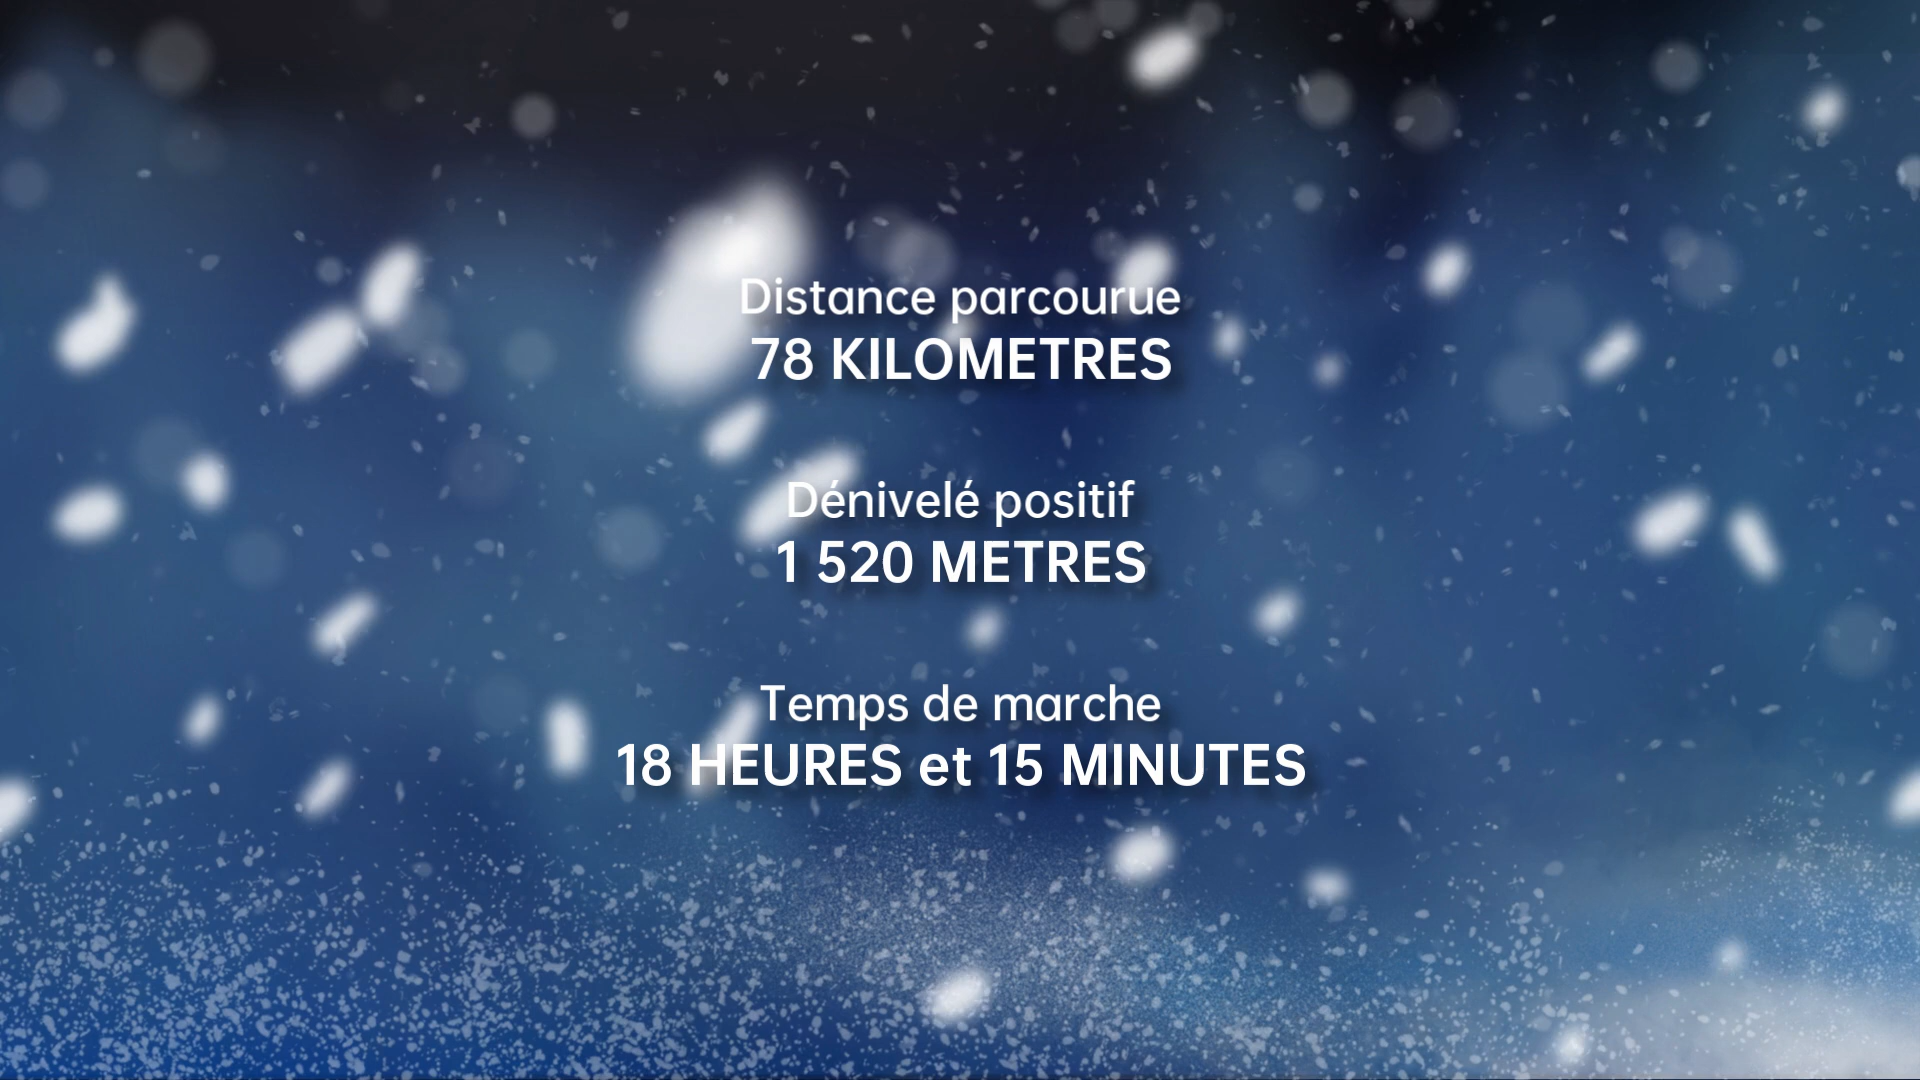 Distance parcourue
78 KILOMETRES
Dénivelé positif
1 520 METRES
Temps de marche
18 HEURES et 15 MINUTES